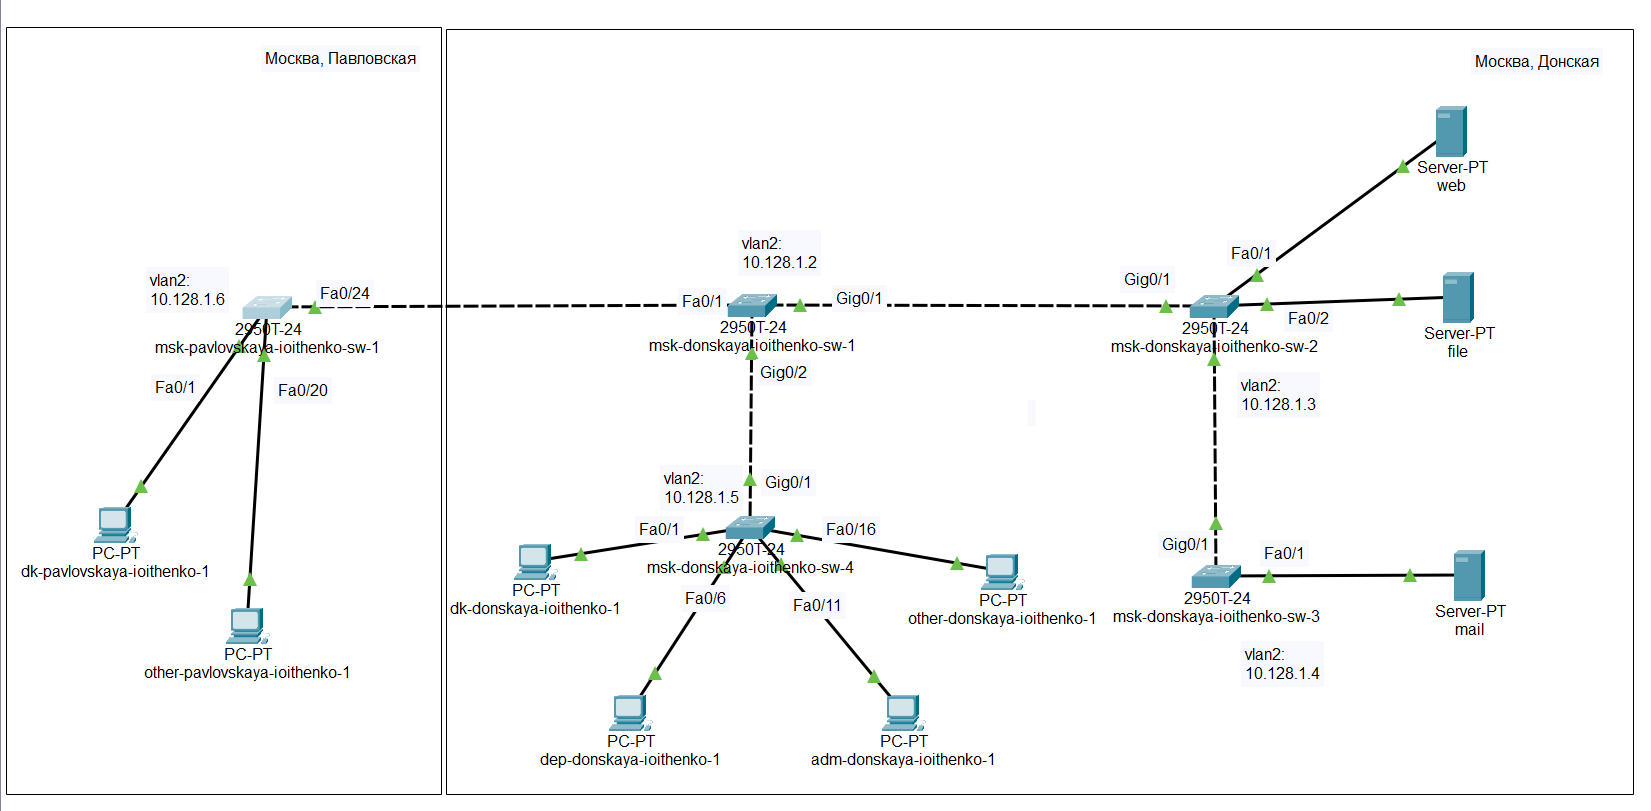 Москва, Павловская
vlan2:
10.128.1.6
Fa0/24
2950T-24
msk-pavlovskaya-ioithenko-sw-1
Fa0/1
Fa0/20
PC-PT
dk-pavlovskaya-ioithenko-1
PC-PT
other-pavlovskaya-ioithenko-1
Москва, Донская
vlan2:
10.128.1.2
Fa0/1
Gig0/1
2950T-24
msk-donskaya-ioithenko-sw-1
Gig0/2
Gig0/1
Fa0/1
Server-PT
web
Fa0/2
Server-PT
file
2950T-24
msk-donskaya-ioithenko-sw-2
vlan2:
10.128.1.3
vlan2:
10.128.1.5
Gig0/1
Fa0/1
Fa0/16
2950T-24
msk-donskaya-ioithenko-sw-4
PC-PT
dk-donskaya-ioithenko-1
Fa0/6
Fa0/11
PC-PT
other-donskaya-ioithenko-1
PC-PT
dep-donskaya-ioithenko-1
PC-PT
adm-donskaya-ioithenko-1
Gig0/1
Fa0/1
2950T-24
msk-donskaya-ioithenko-sw-3
Server-PT
mail
vlan2:
10.128.1.4